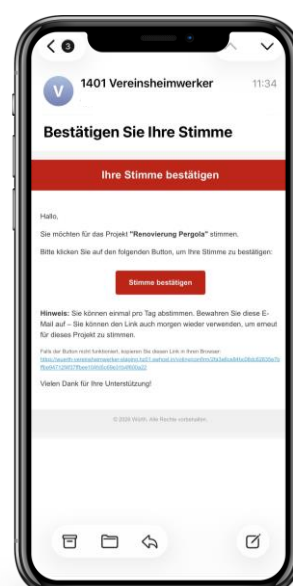 3
V
1401 Vereinsheimwerker
11:34
Bestätigen Sie Ihre Stimme
Ihre Stimme bestätigen
Hallo,
Sie möchten für das Projekt "Renovierung Pergola" stimmen.
Bitte klicken Sie auf den folgenden Button, um Ihre Stimme zu bestätigen:
Stimme bestätigen
Hinweis: Sie können einmal pro Tag abstimmen. Bewahren Sie diese E-
Mail auf – Sie können den Link auch morgen wieder verwenden, um erneut
für dieses Projekt zu stimmen.
Falls der Button nicht funktioniert, kopieren Sie diesen Link in Ihren Browser:
Vielen Dank für Ihre Unterstützung!
Würth. Alle Rechte vorbehalten.